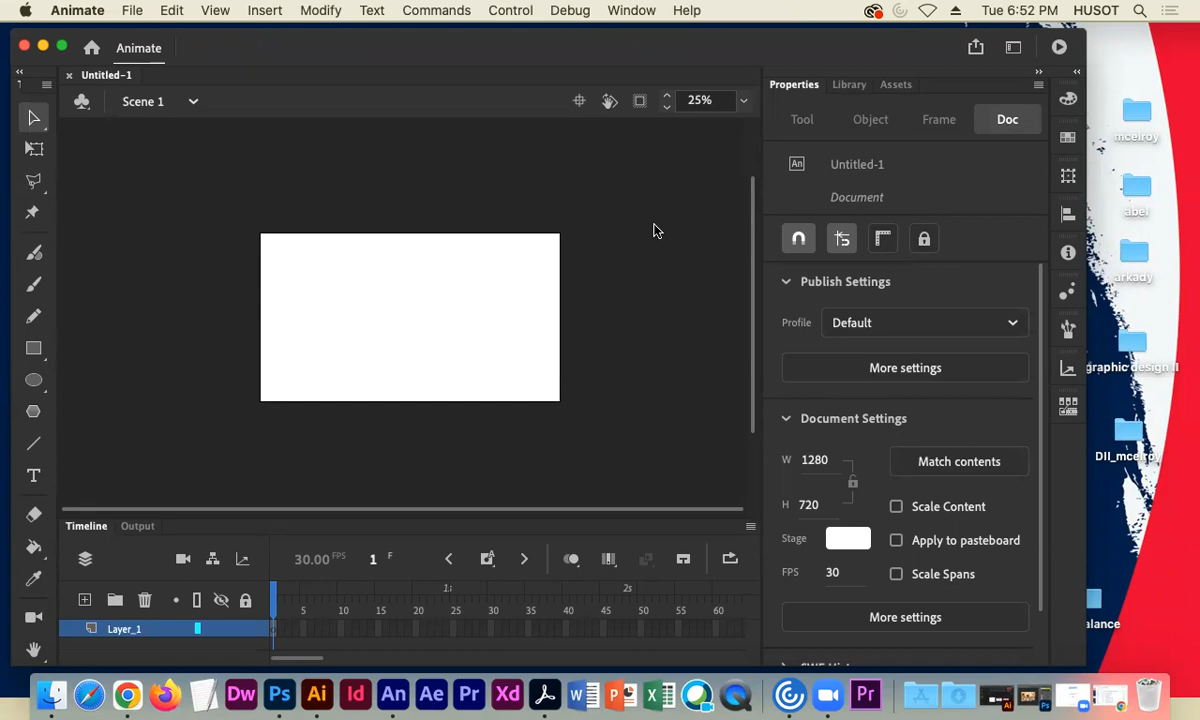 Animate File Edit View Insert Modify Text Commands Control Debug Window Help Tue 6:52 PM HUSOT
Animate
Untitled-1
Scene 1 25%
Properties Library Assets
Tool Object Frame Doc
An Untitled-1
Document
Publish Settings
Profile Default
More settings
Document Settings
W 1280 Match contents
H 720 Scale Content
Stage Apply to pasteboard
FPS 30 Scale Spans
More settings
mcelroy
abel
arkady
graphic design II
DII_mcelroy
alance
Timeline Output
30.00 FPS 1 F
1s 2s
5 10 15 20 25 30 35 40 45 50 55 60
Layer_1
Dw Ps Ai Id An Ae Pr Xd Pr